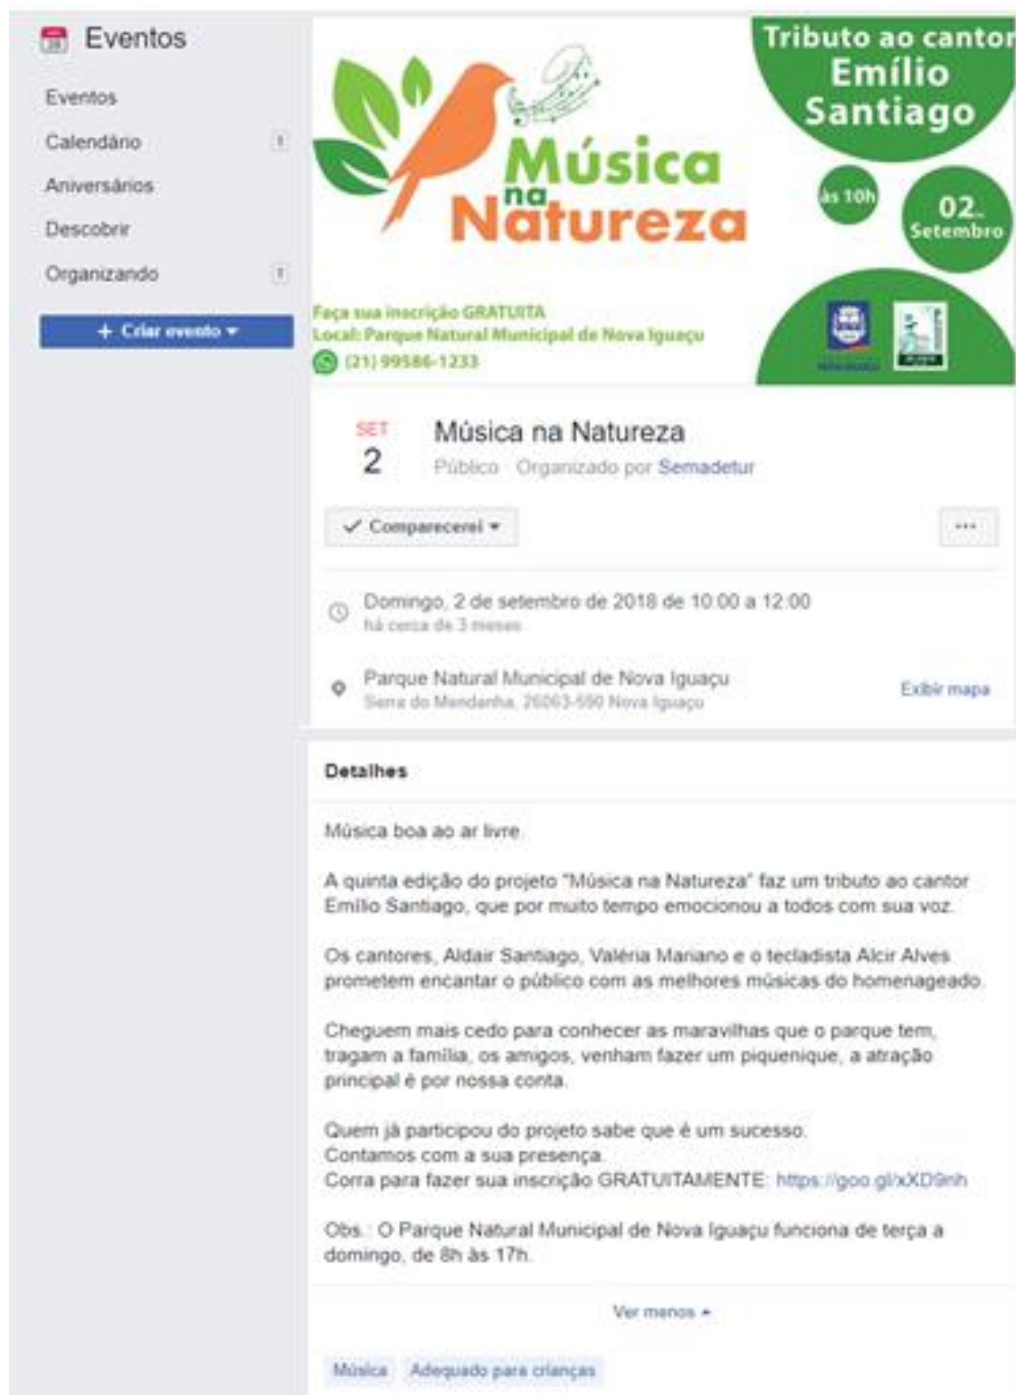 Eventos
Eventos
Calendário
Aniversários
Descobrir
Organizando
+ Criar evento
Tributo ao cantor
Emílio
Santiago
Música
na
Natureza
às 10h
02.
Setembro
Faça sua inscrição GRATUITA
Local: Parque Natural Municipal de Nova Iguaçu
(21) 99586-1233
SET
2
Música na Natureza
Público · Organizado por Semadetur
Comparecerei
...
Domingo, 2 de setembro de 2018 de 10:00 a 12:00
há cerca de 3 meses
Parque Natural Municipal de Nova Iguaçu
Serra do Mendanha, 26063-550 Nova Iguaçu
Exibir mapa
Detalhes
Música boa ao ar livre.
A quinta edição do projeto "Música na Natureza" faz um tributo ao cantor
Emílio Santiago, que por muito tempo emocionou a todos com sua voz.
Os cantores, Aldair Santiago, Valéria Mariano e o tecladista Alcir Alves
prometem encantar o público com as melhores músicas do homenageado.
Cheguem mais cedo para conhecer as maravilhas que o parque tem,
tragam a família, os amigos, venham fazer um piquenique, a atração
principal é por nossa conta.
Quem já participou do projeto sabe que é um sucesso.
Contamos com a sua presença.
Corra para fazer sua inscrição GRATUITAMENTE: https://goo.gl/xXD9nh
Obs.: O Parque Natural Municipal de Nova Iguaçu funciona de terça a
domingo, de 8h às 17h.
Ver menos
Música
Adequado para crianças